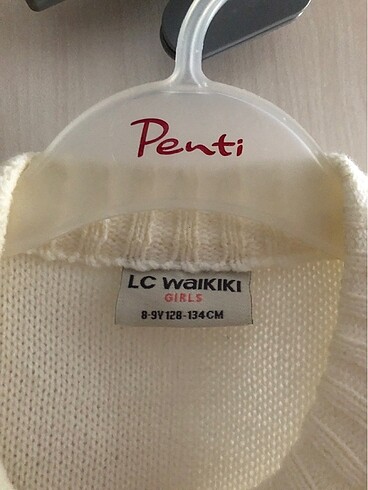 Penti
LC WAIKIKI
GIRLS
8-9Y 128-134CM